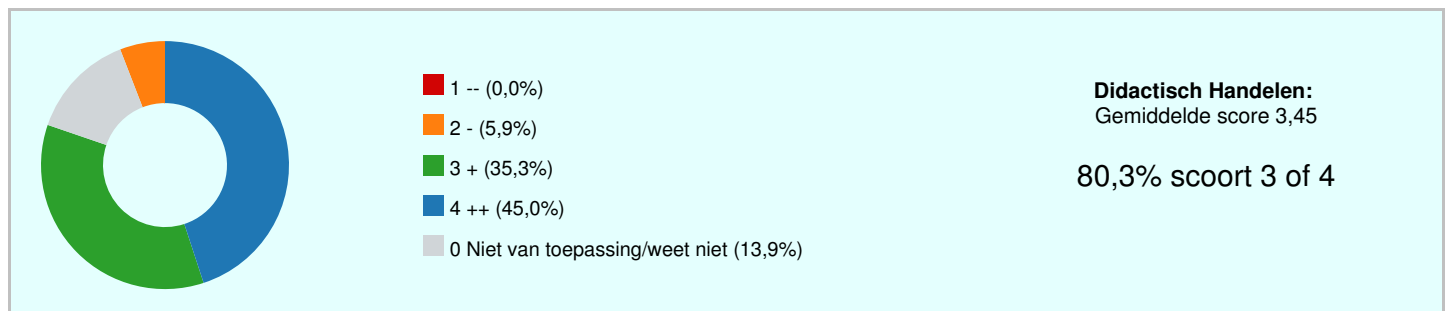 1 -- (0,0%)
2 - (5,9%)
3 + (35,3%)
4 ++ (45,0%)
0 Niet van toepassing/weet niet (13,9%)
Didactisch Handelen:
Gemiddelde score 3,45
80,3% scoort 3 of 4